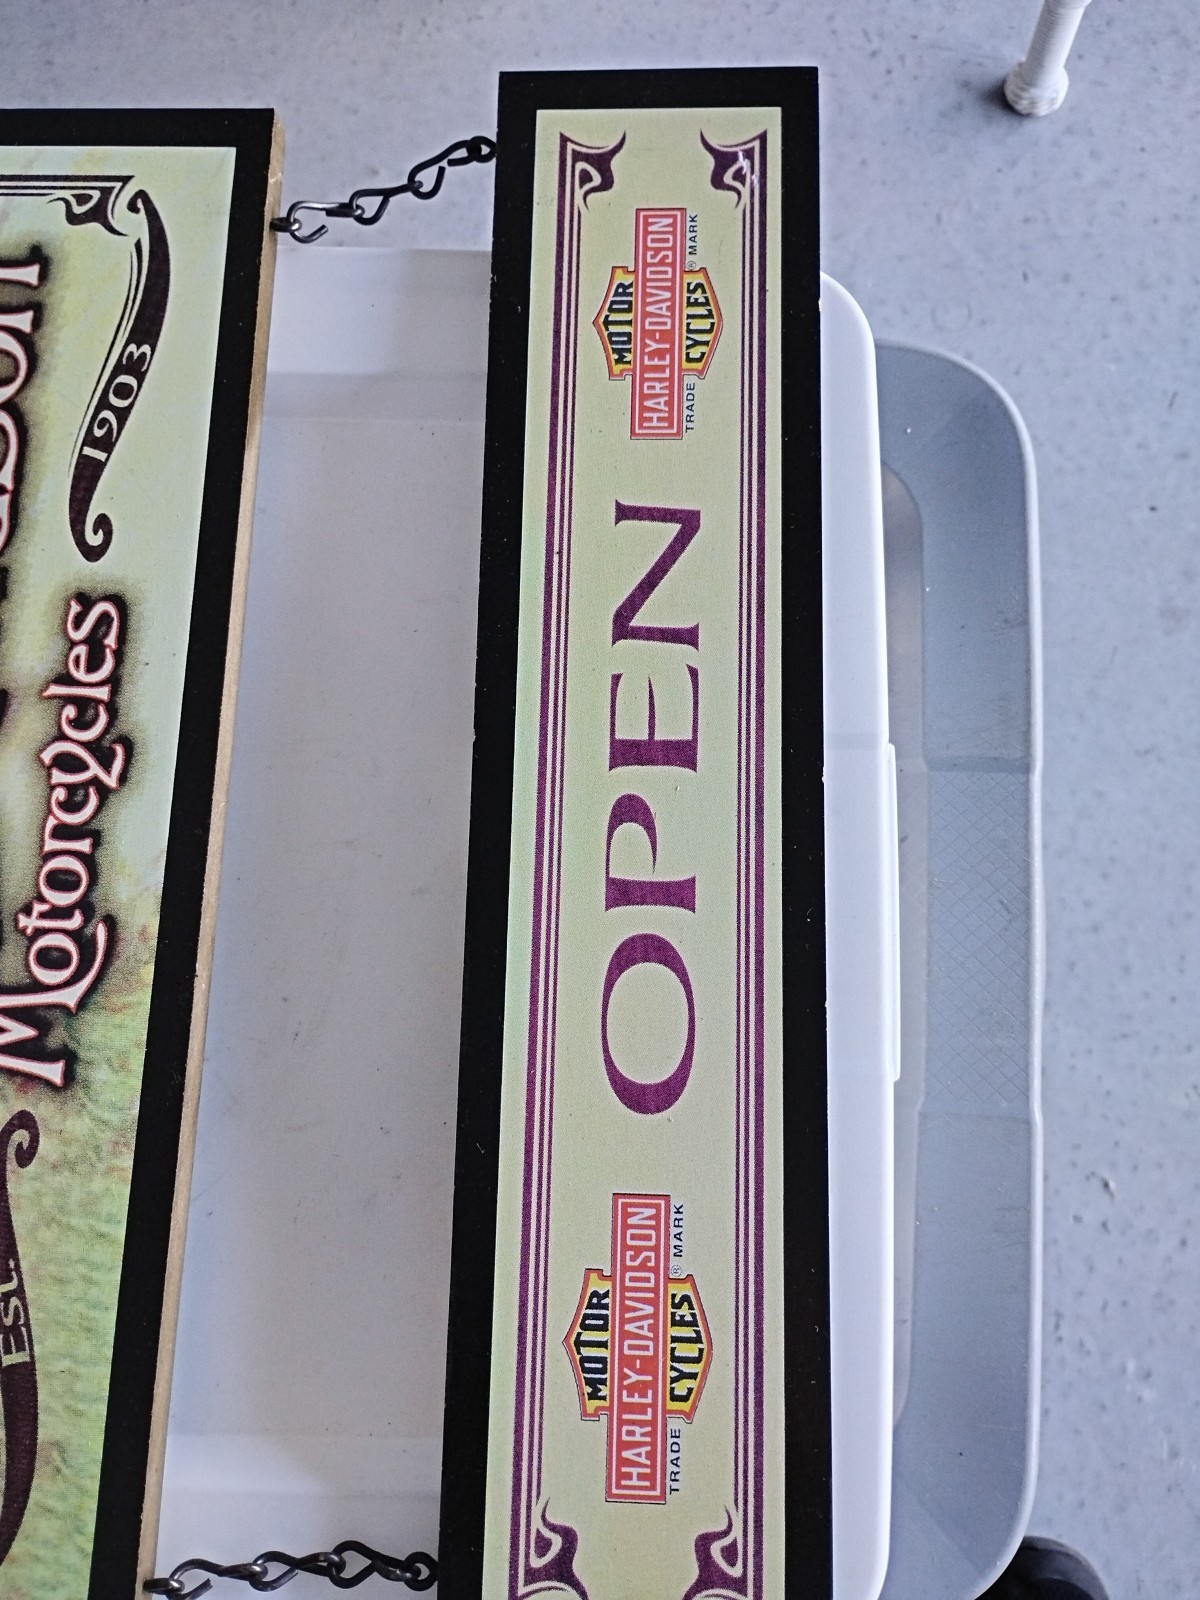 1903
Motorcycles
EST.
MOTOR
HARLEY-DAVIDSON
CYCLES
TRADE ® MARK
OPEN
MOTOR
HARLEY-DAVIDSON
CYCLES
TRADE ® MARK